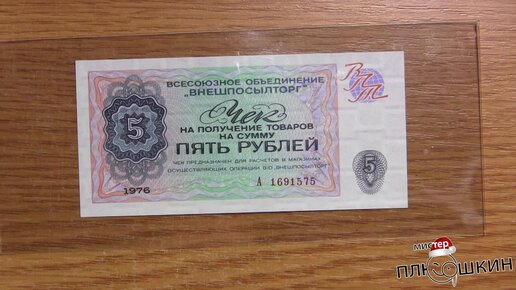 ВСЕСОЮЗНОЕ ОБЪЕДИНЕНИЕ
„ВНЕШПОСЫЛТОРГ"
ВПТ
Чек
НА ПОЛУЧЕНИЕ ТОВАРОВ
НА СУММУ
ПЯТЬ РУБЛЕЙ
5
5
ЧЕК ПРЕДНАЗНАЧЕН ДЛЯ РАСЧЕТОВ В МАГАЗИНАХ,
ОСУЩЕСТВЛЯЮЩИХ ОПЕРАЦИИ В/О „ВНЕШПОСЫЛТОРГ"
1976
А 1691575
мистер
ПЛЮШКИН